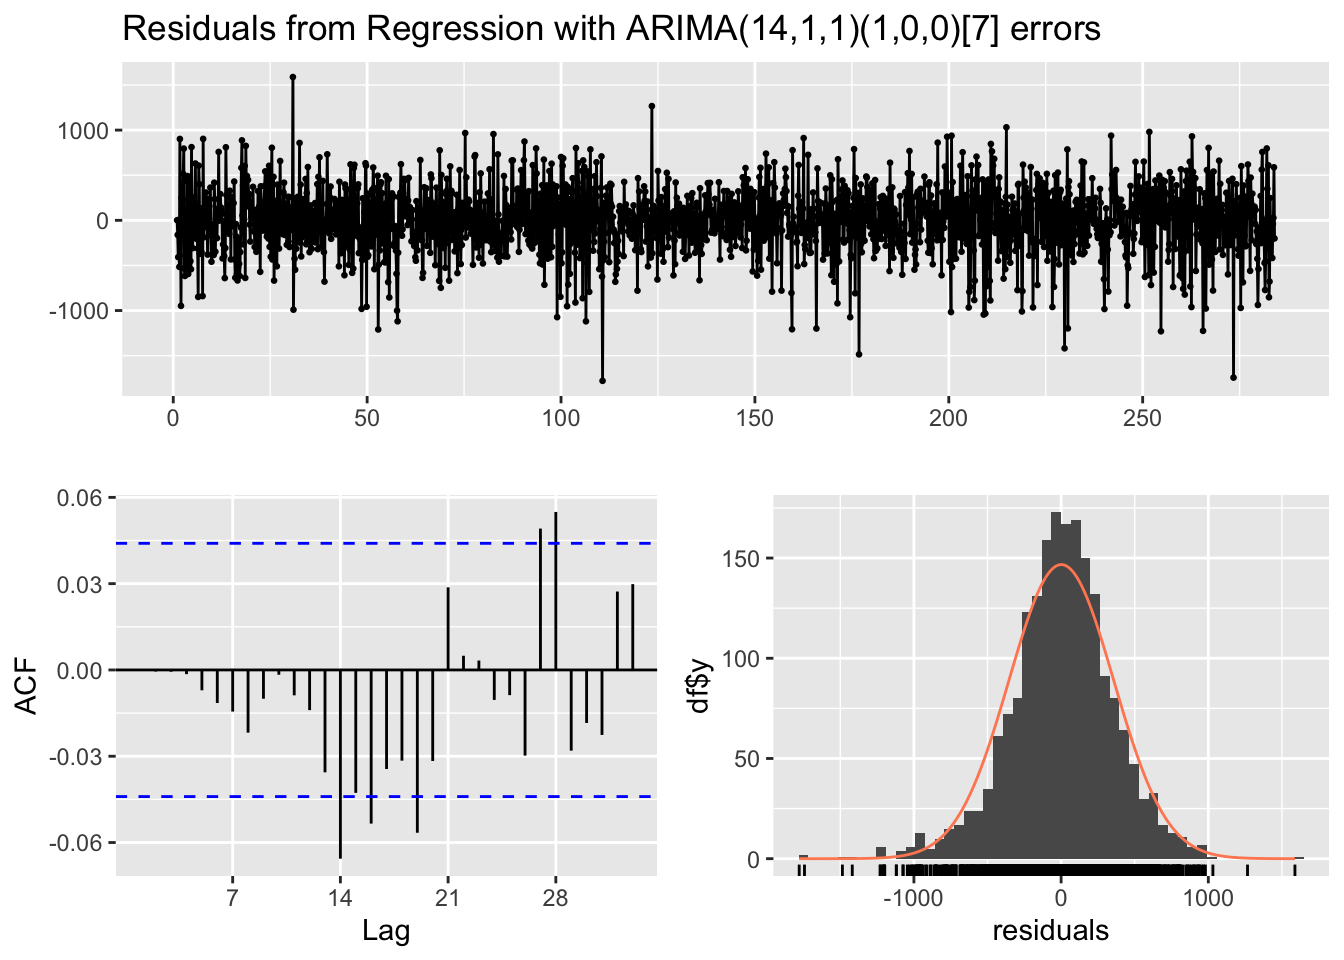 Residuals from Regression with ARIMA(14,1,1)(1,0,0)[7] errors
1000
0
-1000
0 50 100 150 200 250
0.06
0.03
0.00
-0.03
-0.06
ACF
7 14 21 28
Lag
150
100
50
0
df$y
-1000 0 1000
residuals